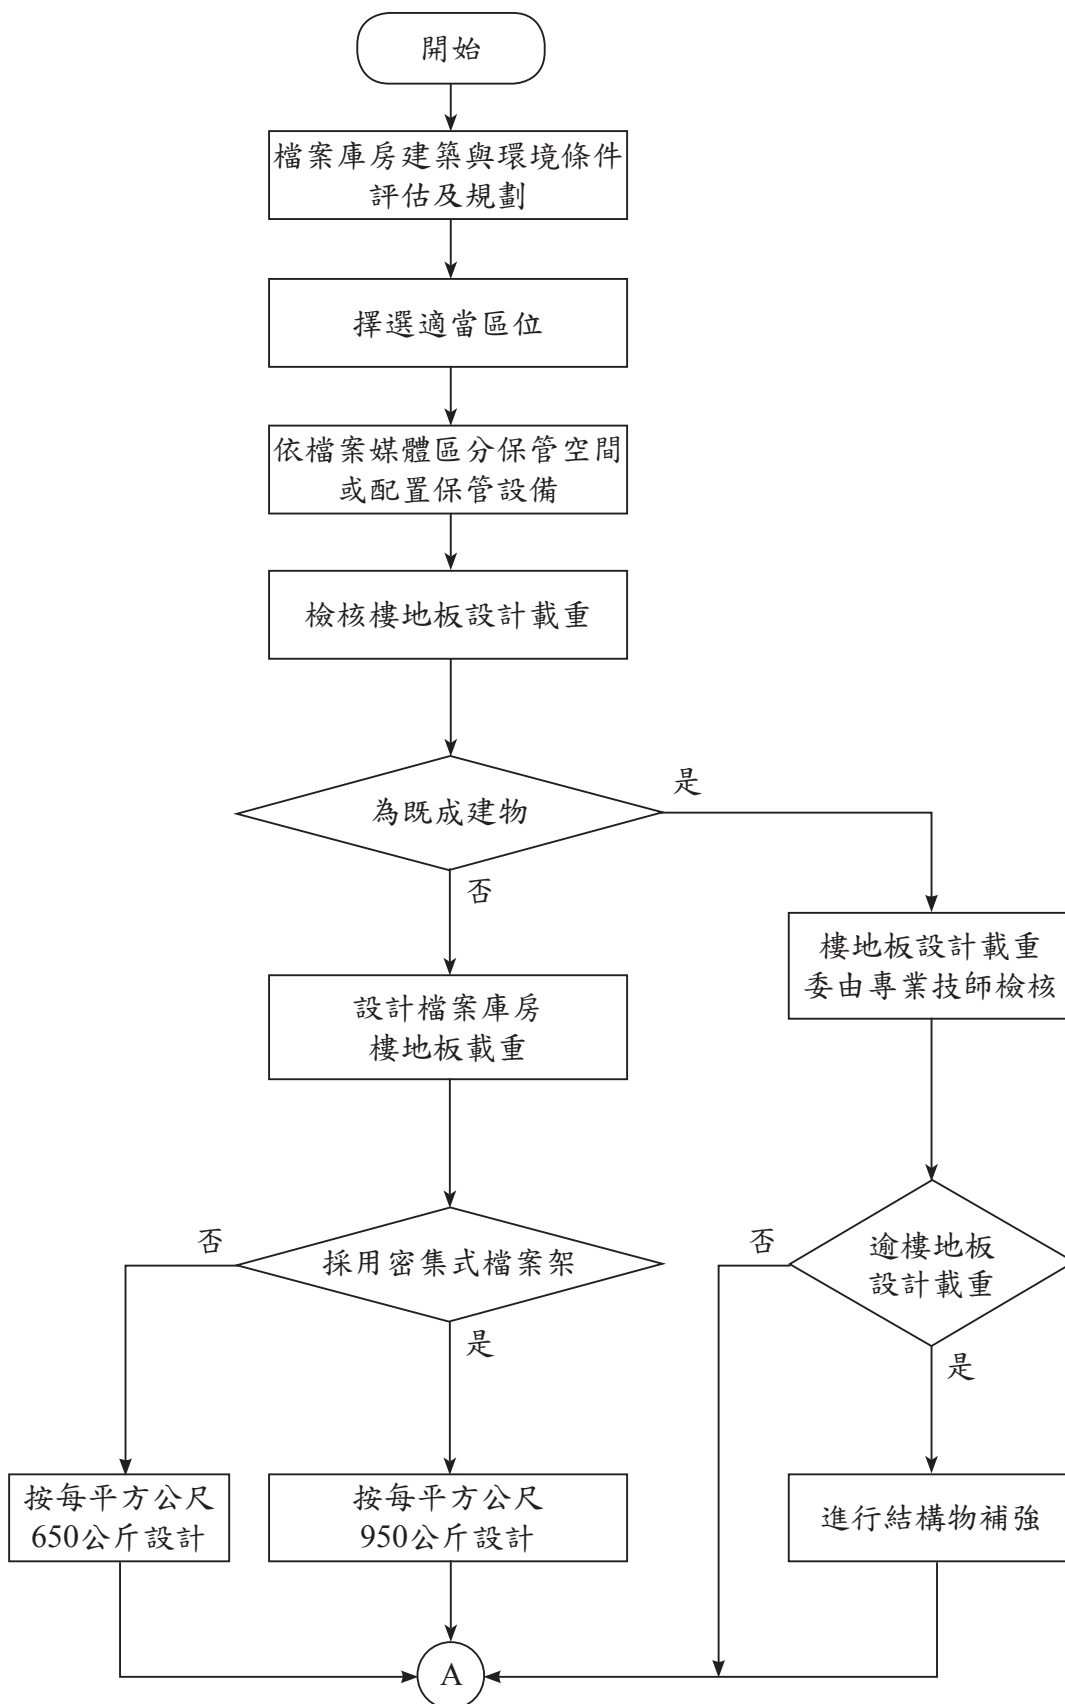 開始
檔案庫房建築與環境條件
評估及規劃
擇選適當區位
依檔案媒體區分保管空間
或配置保管設備
檢核樓地板設計載重
為既成建物
是
否
樓地板設計載重
委由專業技師檢核
設計檔案庫房
樓地板載重
採用密集式檔案架
否
是
逾樓地板
設計載重
否
是
按每平方公尺
650公斤設計
按每平方公尺
950公斤設計
進行結構物補強
A